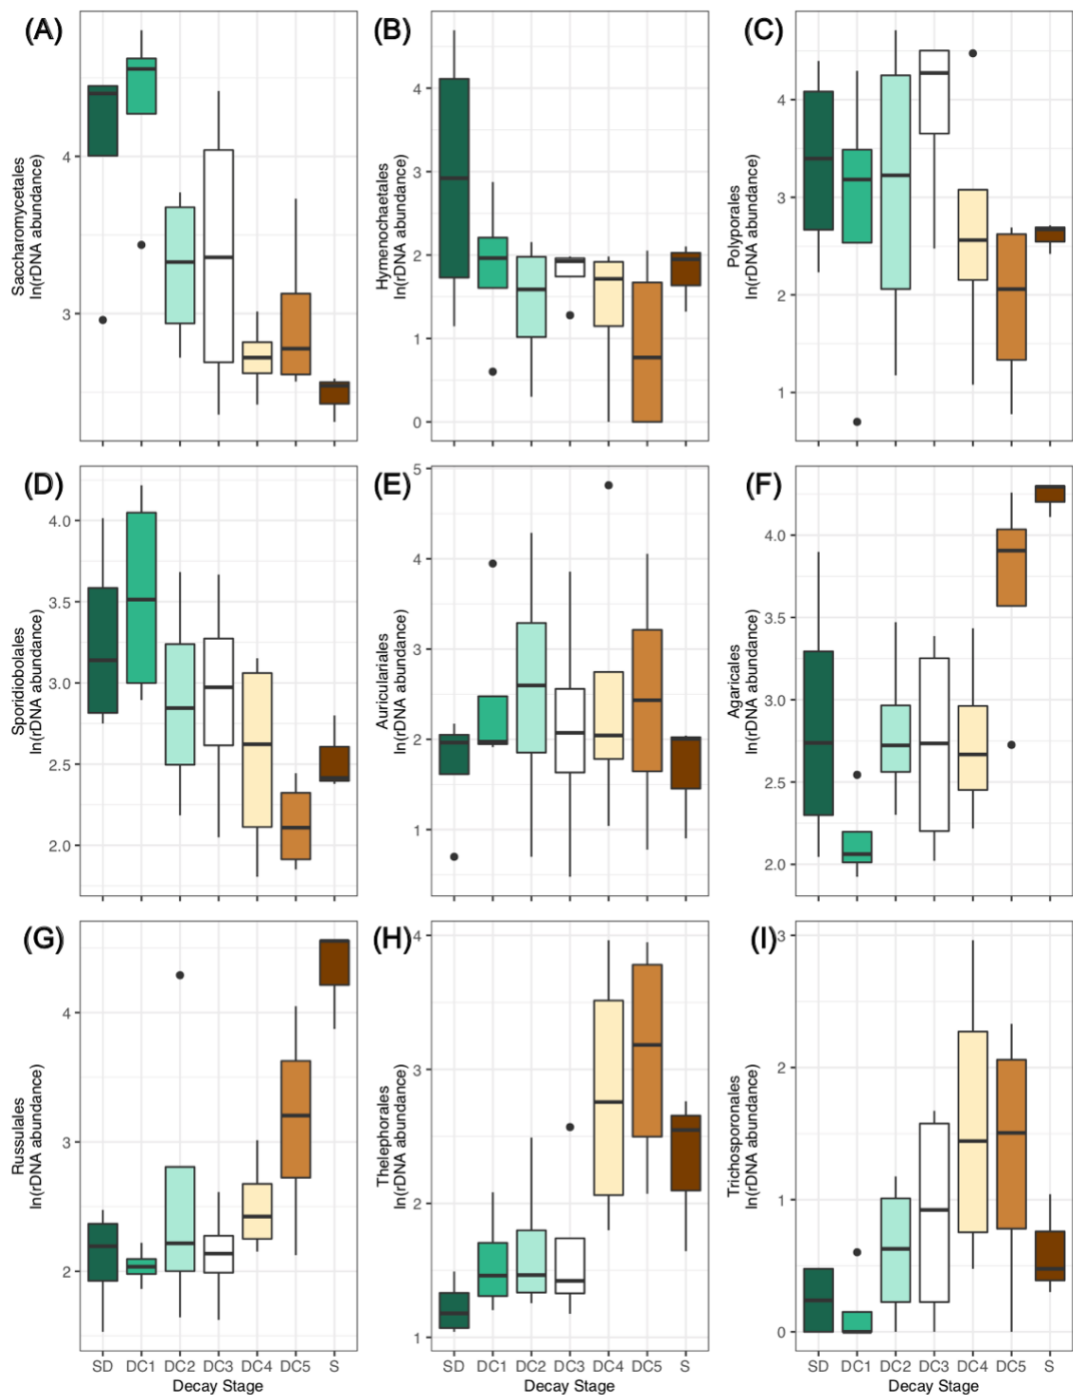 (A)
Saccharomycetales
ln(rDNA abundance)
4
3
(B)
Hymenochaetales
ln(rDNA abundance)
4
3
2
1
0
(C)
Polyporales
ln(rDNA abundance)
4
3
2
1
(D)
Sporidiobolales
ln(rDNA abundance)
4.0
3.5
3.0
2.5
2.0
(E)
Auriculariales
ln(rDNA abundance)
5
4
3
2
1
(F)
Agaricales
ln(rDNA abundance)
4.0
3.5
3.0
2.5
2.0
(G)
Russulales
ln(rDNA abundance)
4
3
2
SD DC1 DC2 DC3 DC4 DC5 S
Decay Stage
(H)
Thelephorales
ln(rDNA abundance)
4
3
2
1
SD DC1 DC2 DC3 DC4 DC5 S
Decay Stage
(I)
Trichosporonales
ln(rDNA abundance)
3
2
1
0
SD DC1 DC2 DC3 DC4 DC5 S
Decay Stage